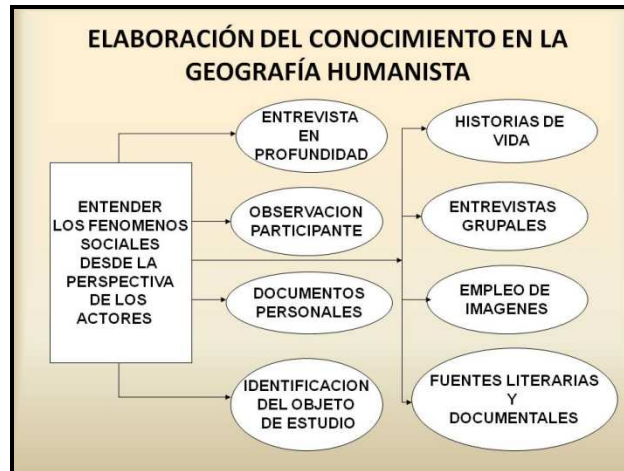 ELABORACIÓN DEL CONOCIMIENTO EN LA
GEOGRAFÍA HUMANISTA
ENTENDER
LOS FENOMENOS
SOCIALES
DESDE LA
PERSPECTIVA
DE LOS
ACTORES
ENTREVISTA
EN
PROFUNDIDAD
OBSERVACION
PARTICIPANTE
DOCUMENTOS
PERSONALES
IDENTIFICACION
DEL OBJETO
DE ESTUDIO
HISTORIAS DE
VIDA
ENTREVISTAS
GRUPALES
EMPLEO DE
IMAGENES
FUENTES LITERARIAS
Y
DOCUMENTALES